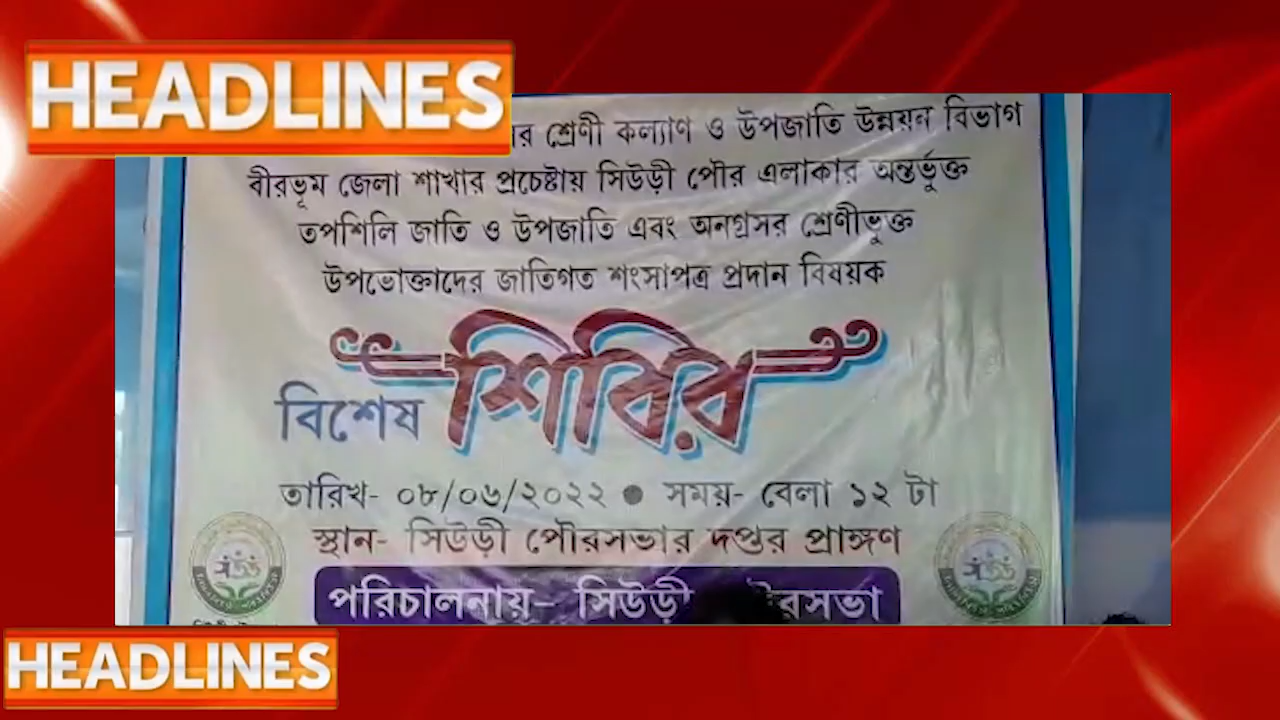 HEADLINES
শ্রেণী কল্যাণ ও উপজাতি উন্নয়ন বিভাগ
বীরভূম জেলা শাখার প্রচেষ্টায় সিউড়ী পৌর এলাকার অন্তর্ভুক্ত
তপশিলি জাতি ও উপজাতি এবং অনগ্রসর শ্রেণীভুক্ত
উপভোক্তাদের জাতিগত শংসাপত্র প্রদান বিষয়ক
বিশেষ শিবির
তারিখ- ০৮/০৬/২০২২ ● সময়- বেলা ১২ টা
স্থান- সিউড়ী পৌরসভার দপ্তর প্রাঙ্গণ
পরিচালনায়- সিউড়ী
HEADLINES